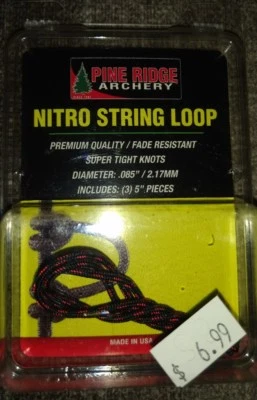 PINE RIDGE
ARCHERY
NITRO STRING LOOP
PREMIUM QUALITY / FADE RESISTANT
SUPER TIGHT KNOTS
DIAMETER: .085" / 2.17MM
INCLUDES: (3) 5" PIECES
$ 6.99
MADE IN USA